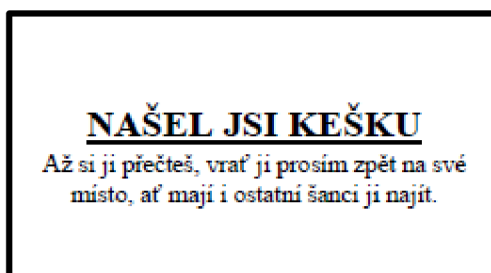 NAŠEL JSI KEŠKU
Až si ji přečteš, vrať ji prosím zpět na své
místo, ať mají i ostatní šanci ji najít.